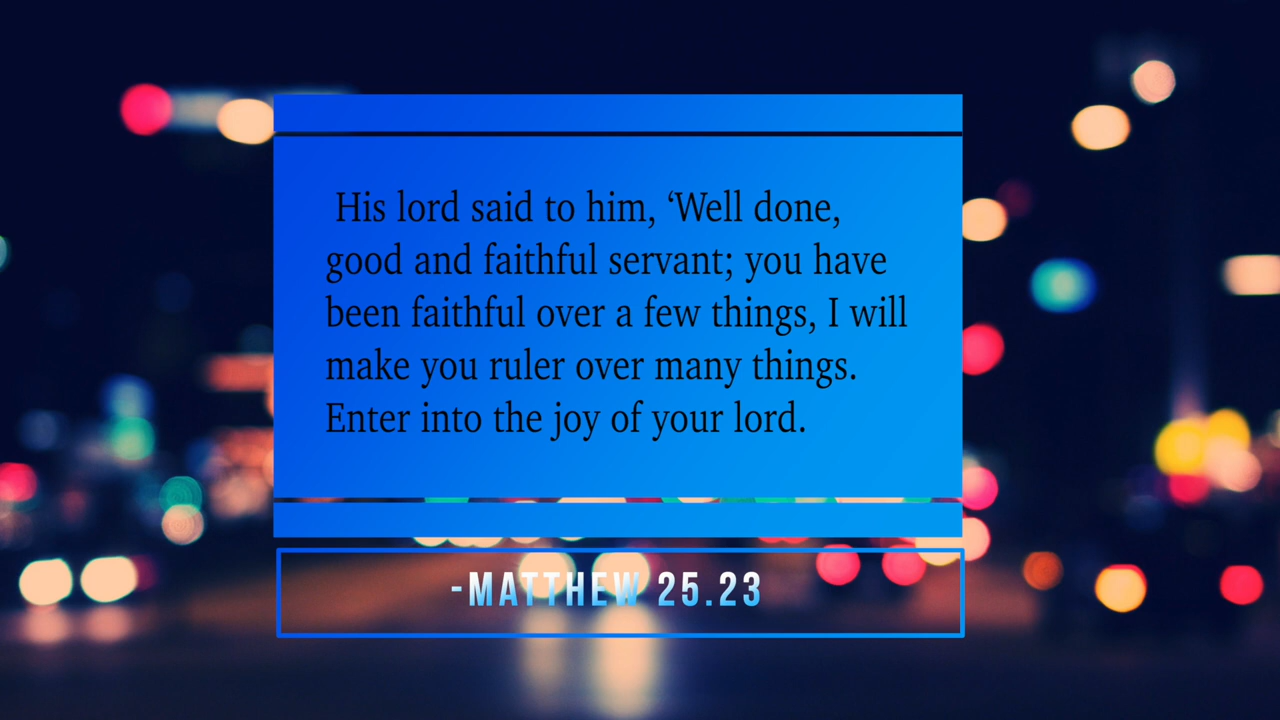 His lord said to him, ‘Well done,
good and faithful servant; you have
been faithful over a few things, I will
make you ruler over many things.
Enter into the joy of your lord.
-MATTHEW 25.23